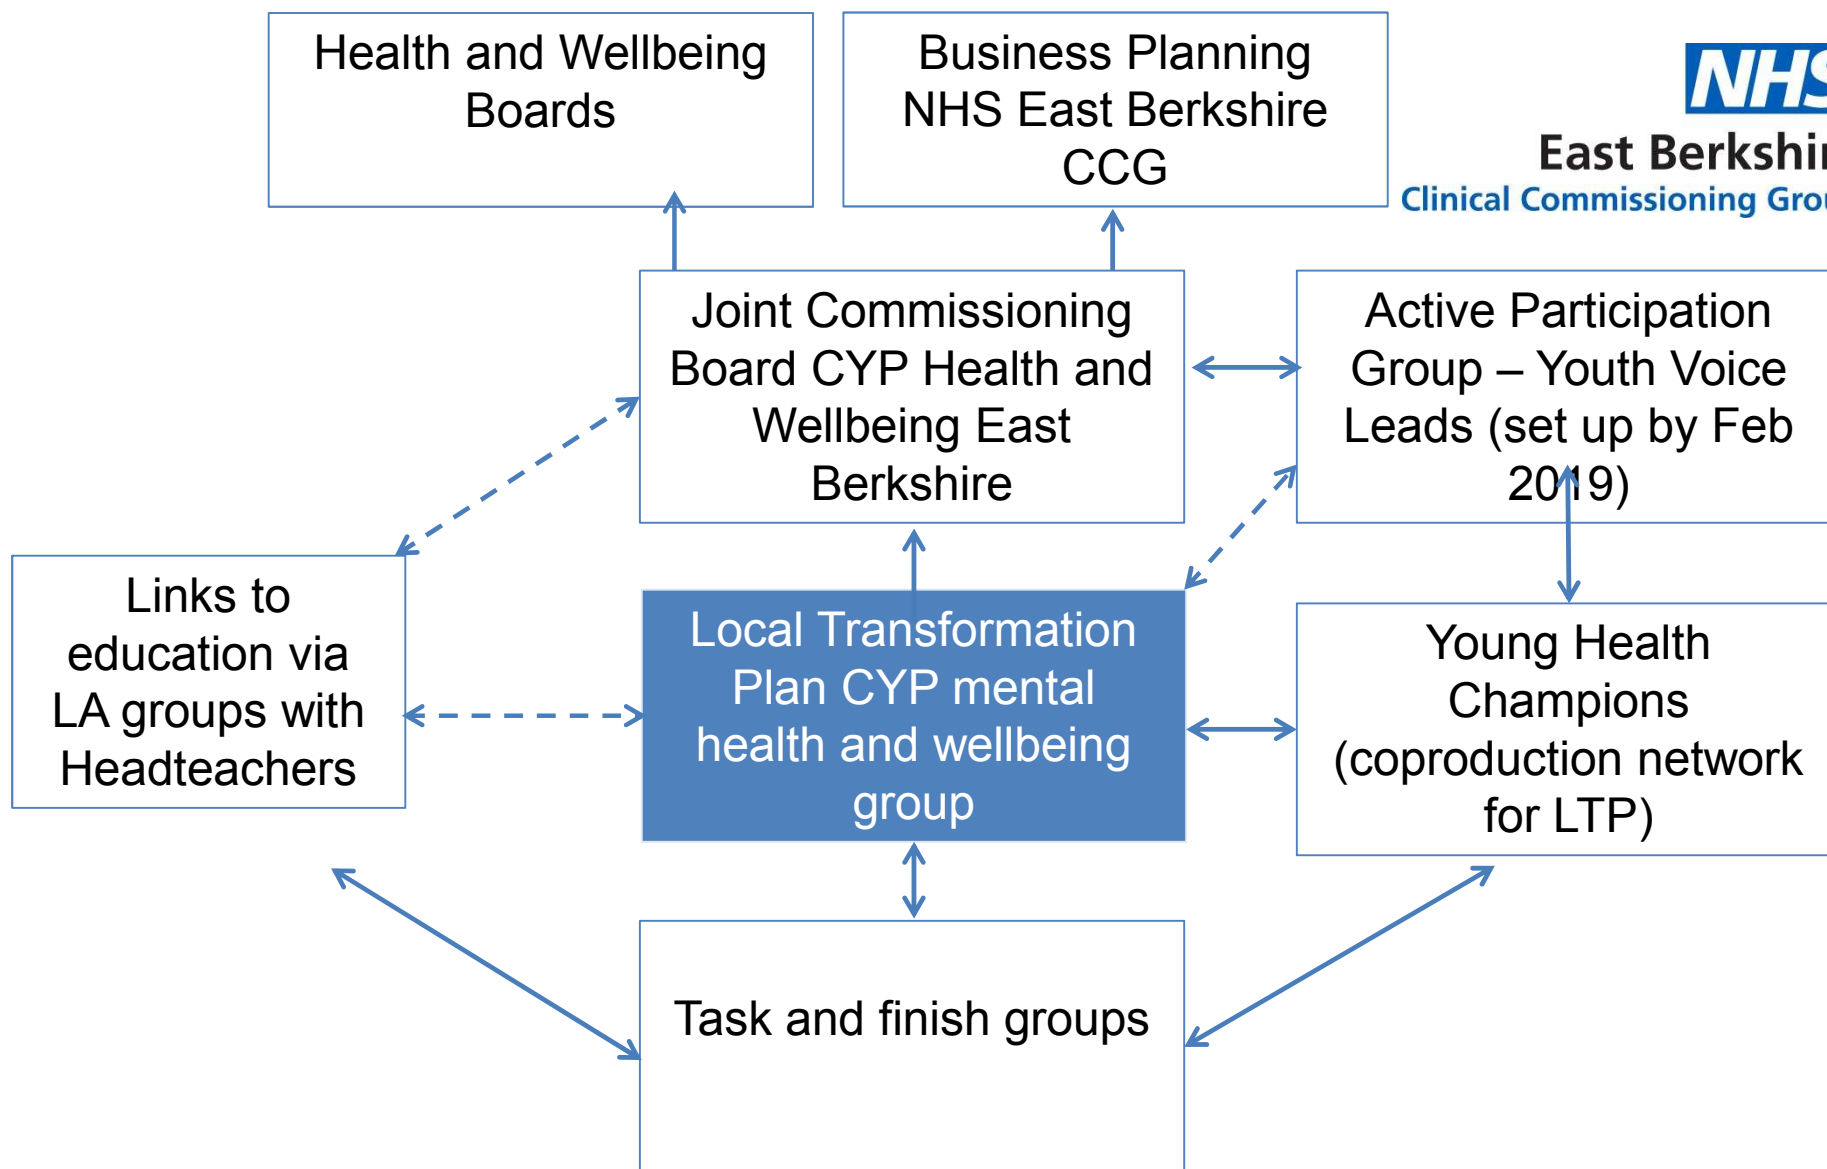 Health and Wellbeing
Boards
Business Planning
NHS East Berkshire
CCG
NHS
East Berkshir
Clinical Commissioning Grou
Joint Commissioning
Board CYP Health and
Wellbeing East
Berkshire
Active Participation
Group – Youth Voice
Leads (set up by Feb
2019)
Links to
education via
LA groups with
Headteachers
Local Transformation
Plan CYP mental
health and wellbeing
group
Young Health
Champions
(coproduction network
for LTP)
Task and finish groups